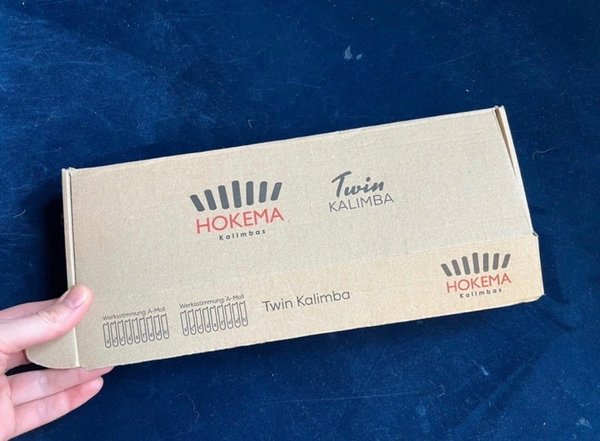 HOKEMA
Kalimbas
Twin
KALIMBA
HOKEMA
Kalimbas
Werksstimmung A-Moll
Werksstimmung A-Moll
Twin Kalimba